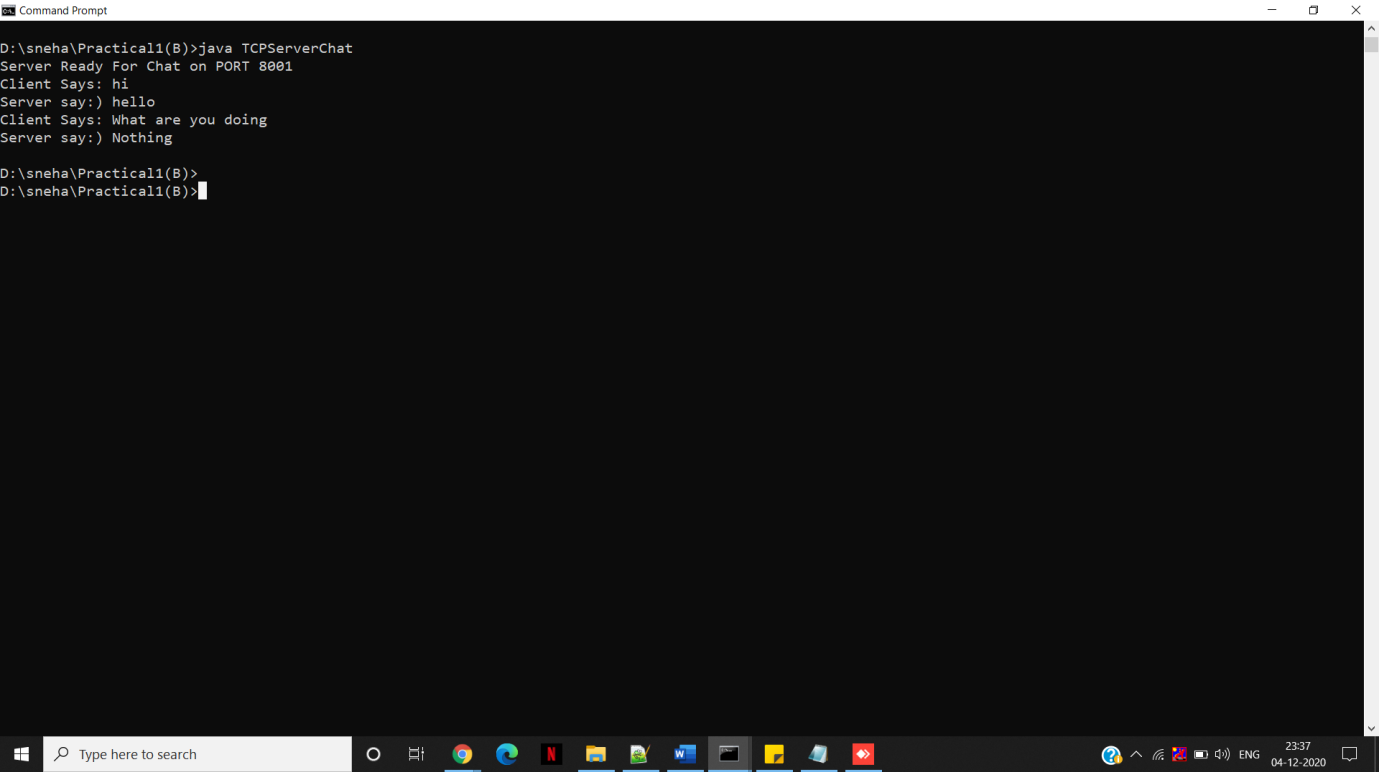 Command Prompt
D:\sneha\Practical1(B)>java TCPServerChat
Server Ready For Chat on PORT 8001
Client Says: hi
Server say:) hello
Client Says: What are you doing
Server say:) Nothing
D:\sneha\Practical1(B)>
D:\sneha\Practical1(B)>
Type here to search
ENG
23:37
04-12-2020